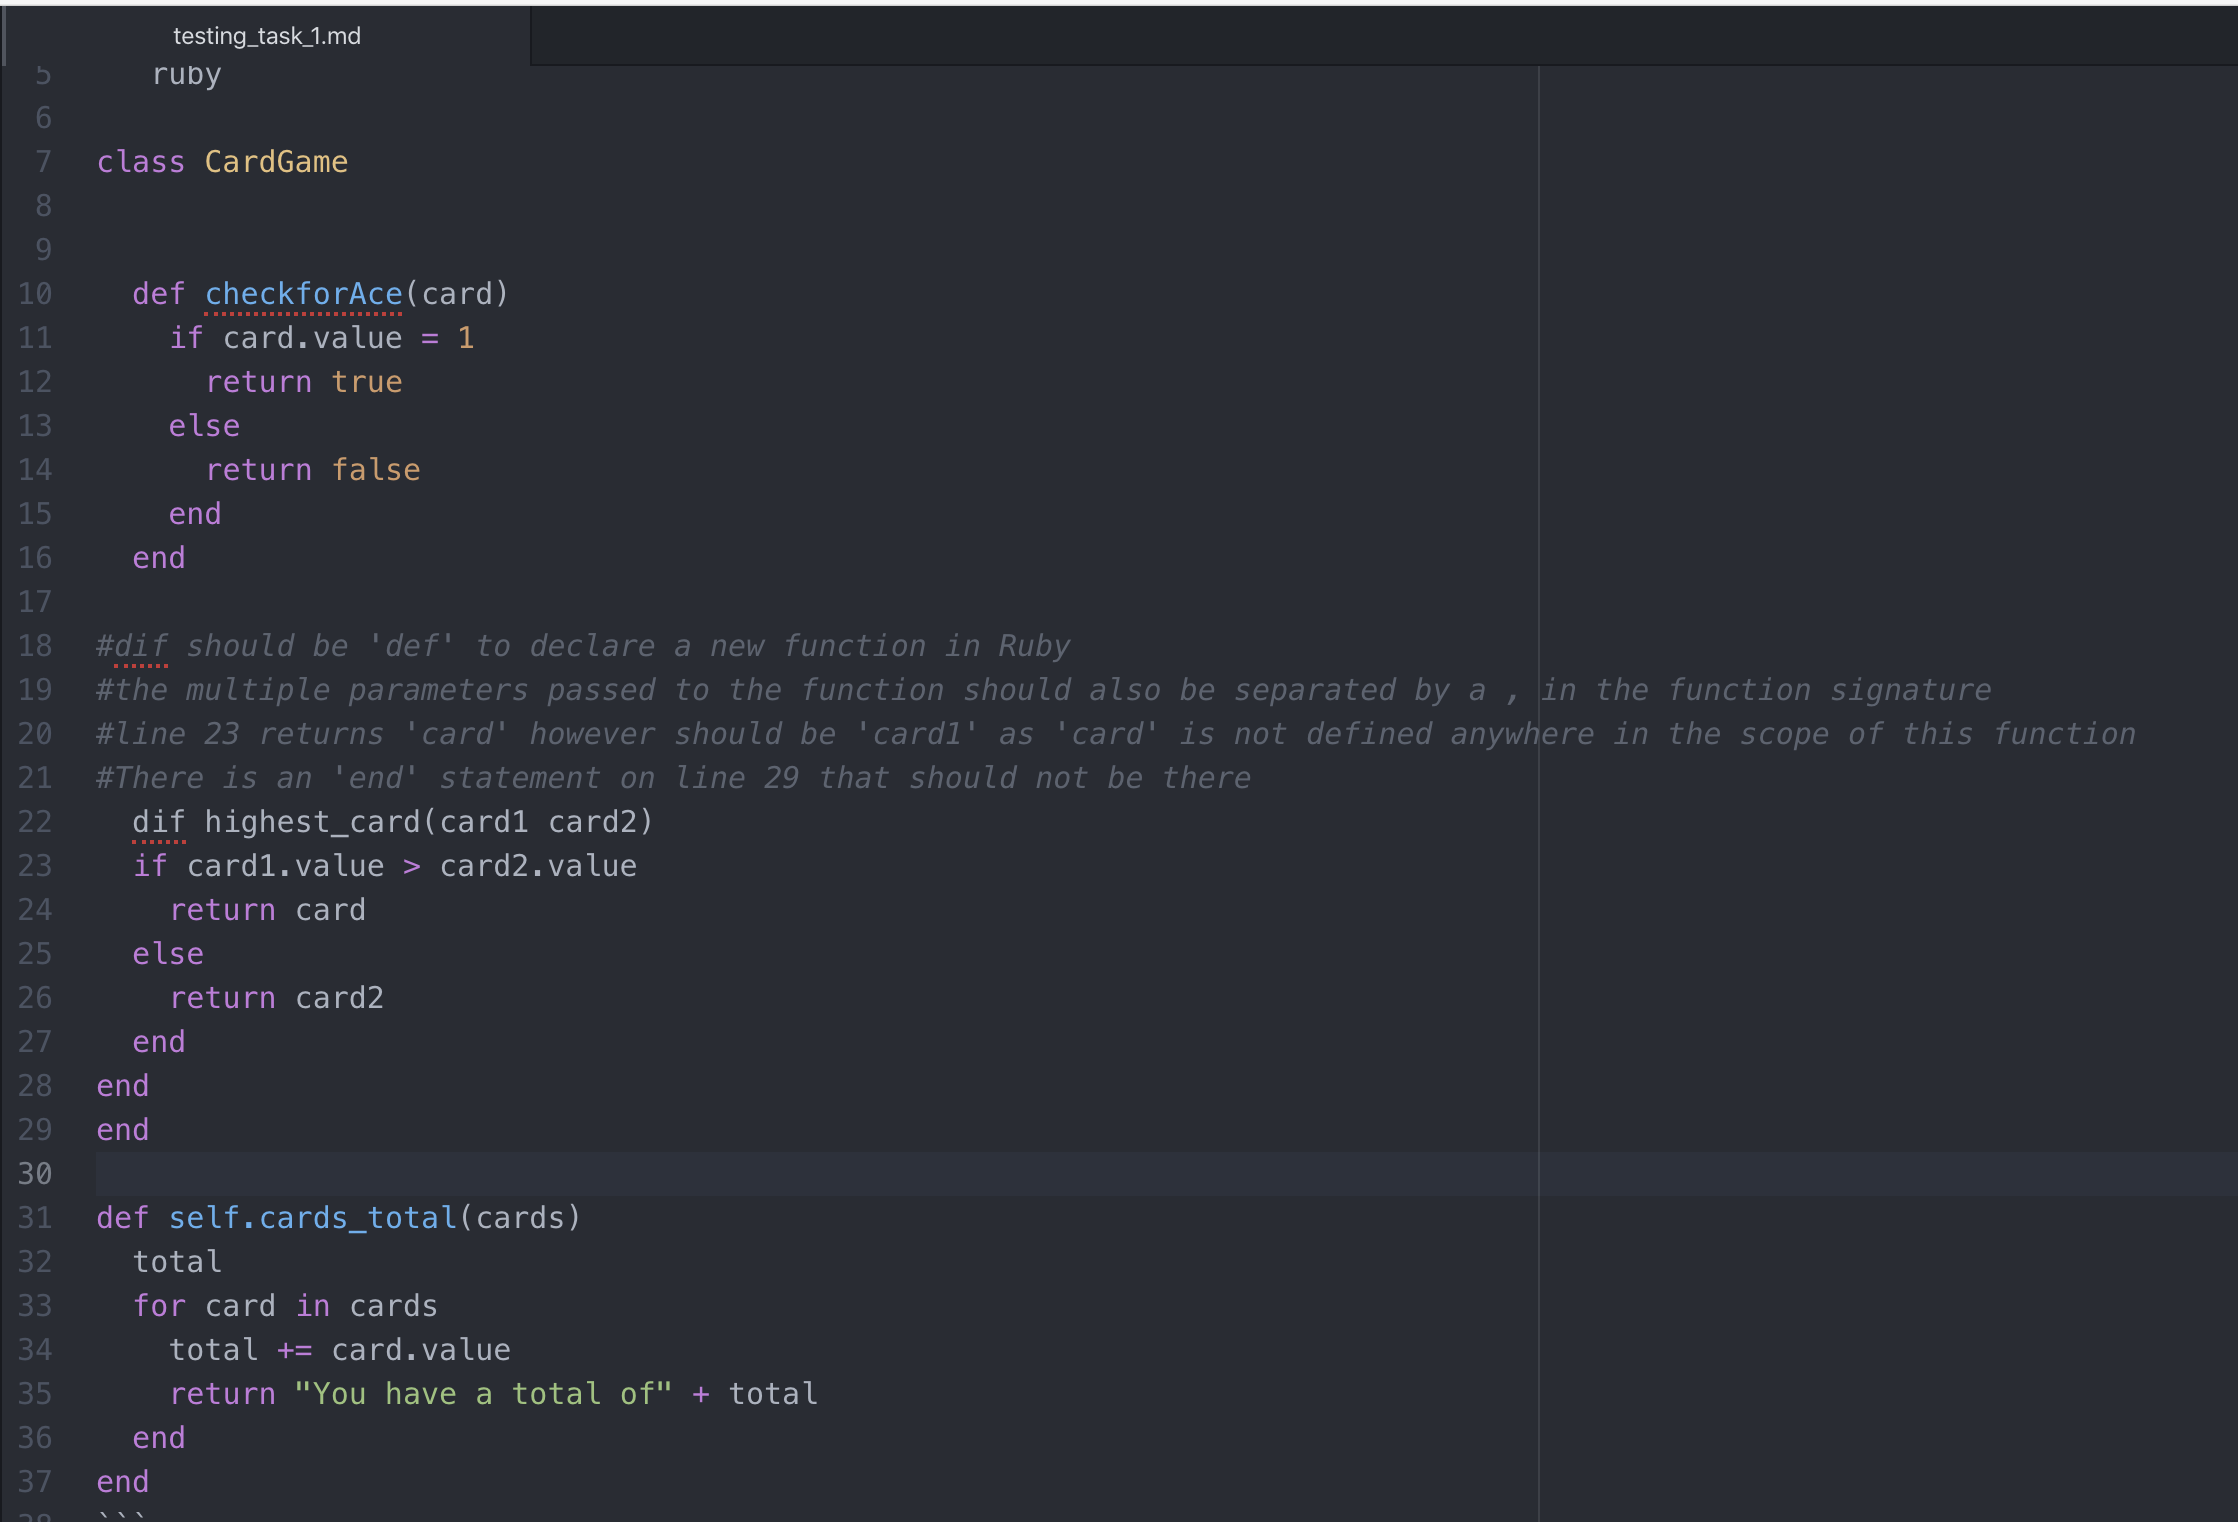 testing_task_1.md
5 ruby
6
7 class CardGame
8
9
10 def checkforAce(card)
11 if card.value = 1
12 return true
13 else
14 return false
15 end
16 end
17
18 #dif should be 'def' to declare a new function in Ruby
19 #the multiple parameters passed to the function should also be separated by a , in the function signature
20 #line 23 returns 'card' however should be 'card1' as 'card' is not defined anywhere in the scope of this function
21 #There is an 'end' statement on line 29 that should not be there
22 dif highest_card(card1 card2)
23 if card1.value > card2.value
24 return card
25 else
26 return card2
27 end
28 end
29 end
30
31 def self.cards_total(cards)
32 total
33 for card in cards
34 total += card.value
35 return "You have a total of" + total
36 end
37 end
38 ```